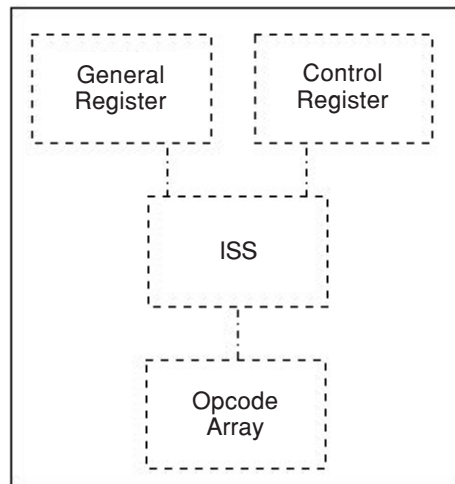 General
Register
Control
Register
ISS
Opcode
Array